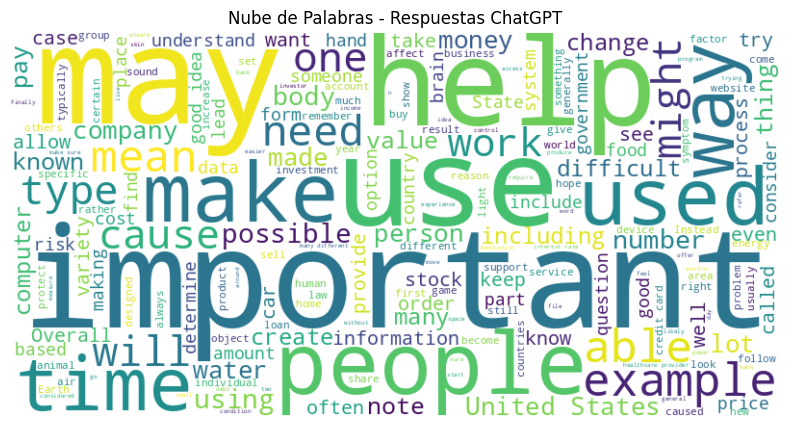 Nube de Palabras - Respuestas ChatGPT
case group skin understand want hand take money affect business change try
typically sound set bank one someone brain show something generally factor come
pay place good idea may help might way
Finally certain lead body form remember much buy State system government website thing
others increase investor account income
company need value work see process
allow known mean made result give world symptom
specific data option country food difficult consider
type make use used
rather find cost reason light include hope
computer variety cause possible person including number even
risk making investment provide different device Instead energy
protect designed sell stock keep support service called
important
Overall always product human law car order first game part question good area right problem usually
based determine home many still know well
will create information able lot
object loan amount become countries credit card look follow
animal air water individual share
time people example
Earth using often note United States caused price new
considered go two condition start healthcare provider general
many different interest rate experience word file make sure